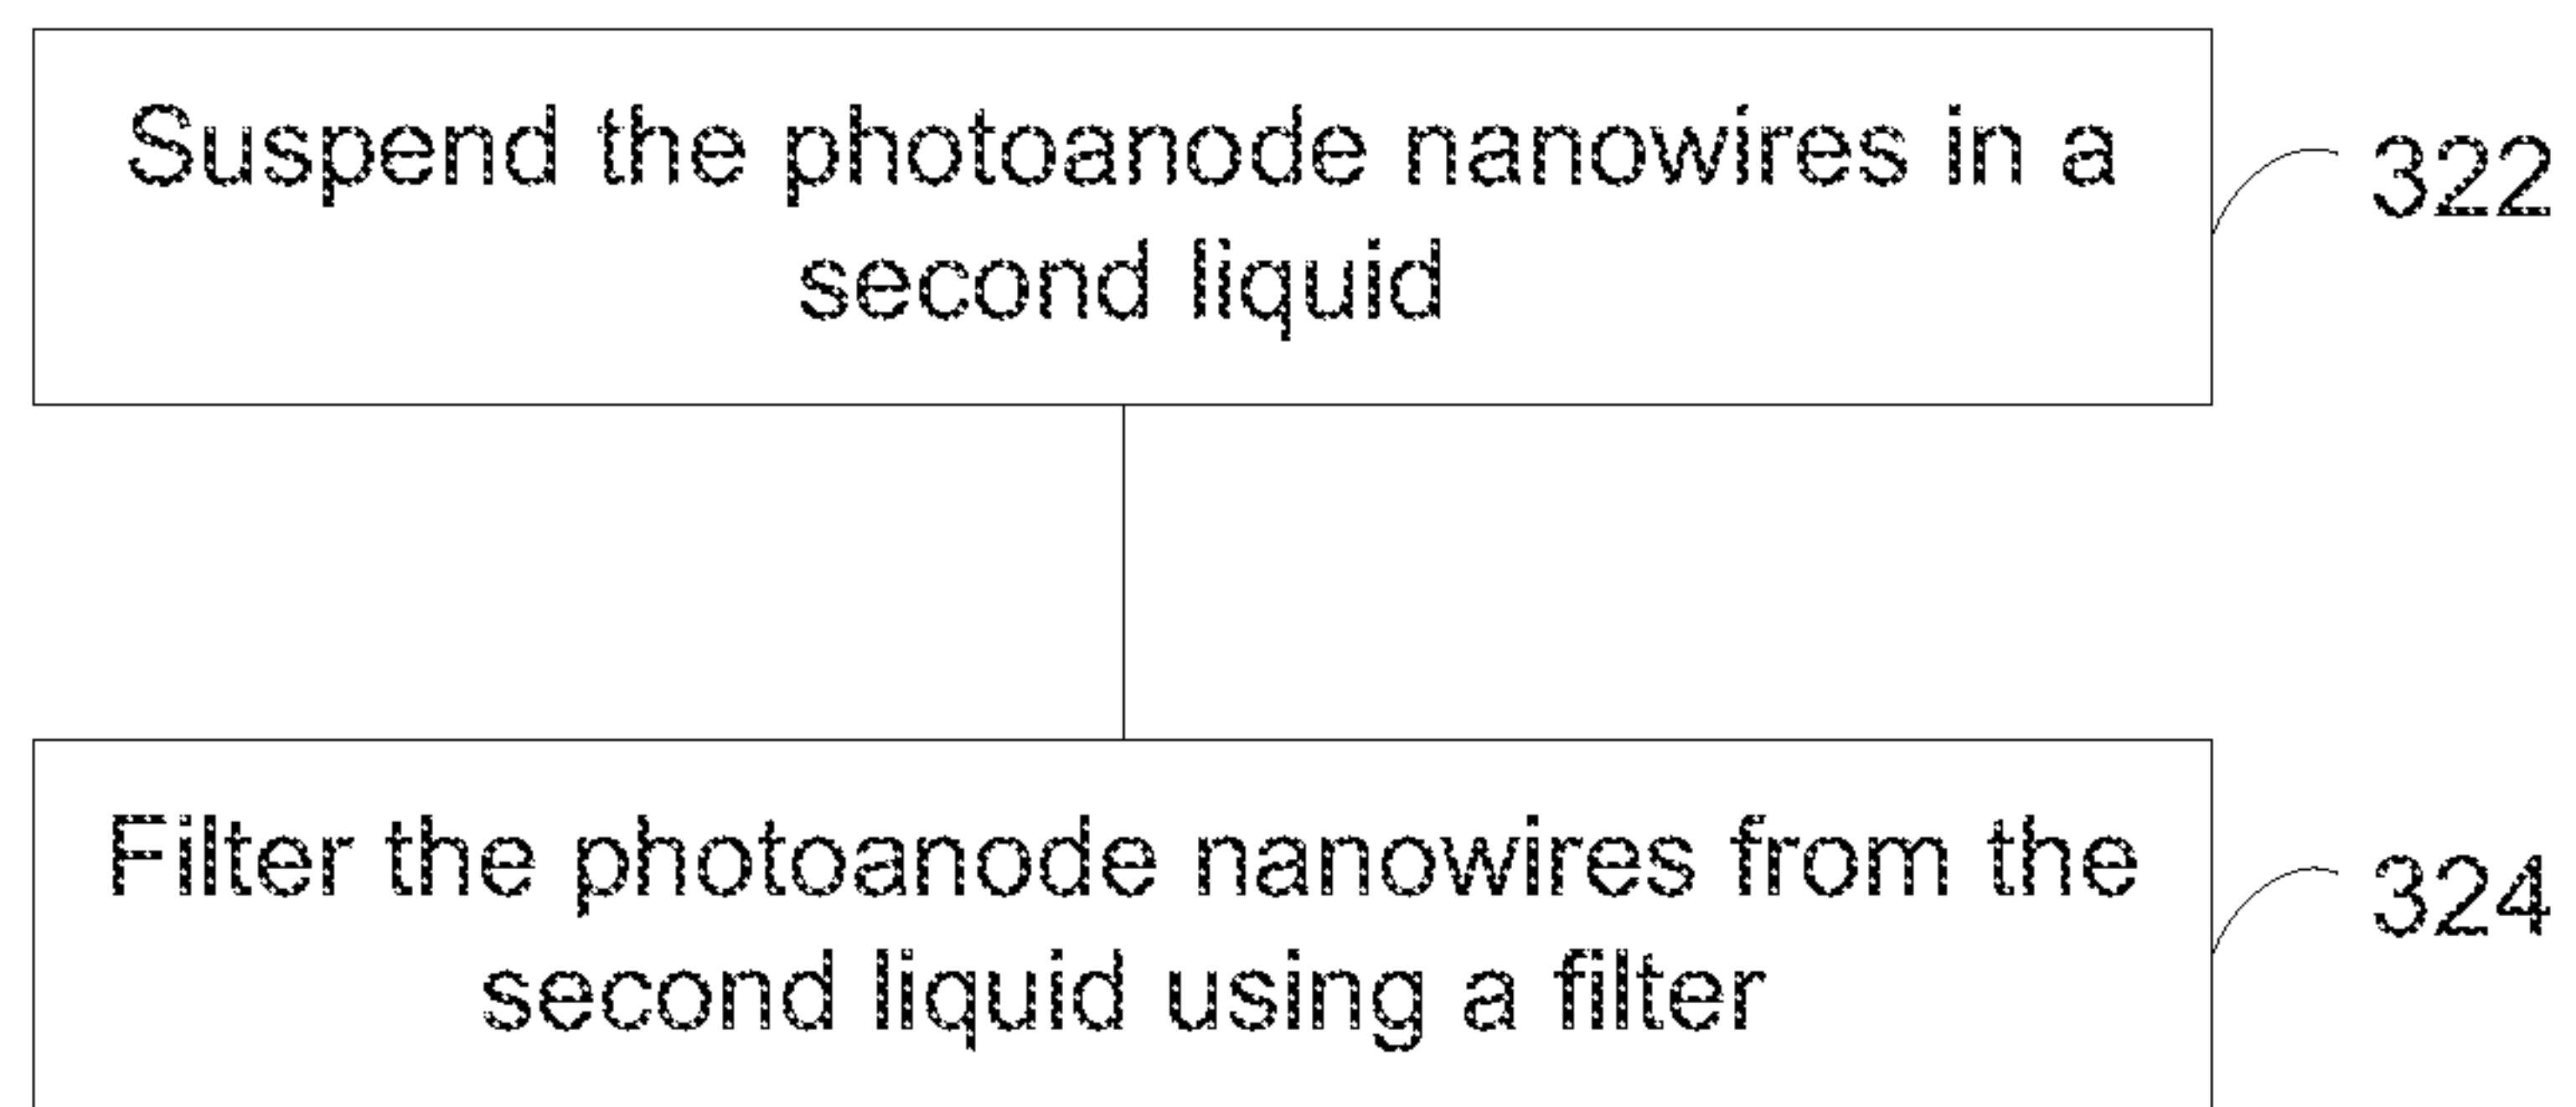 Suspend the photoanode nanowires in a
second liquid
322
Filter the photoanode nanowires from the
second liquid using a filter
324